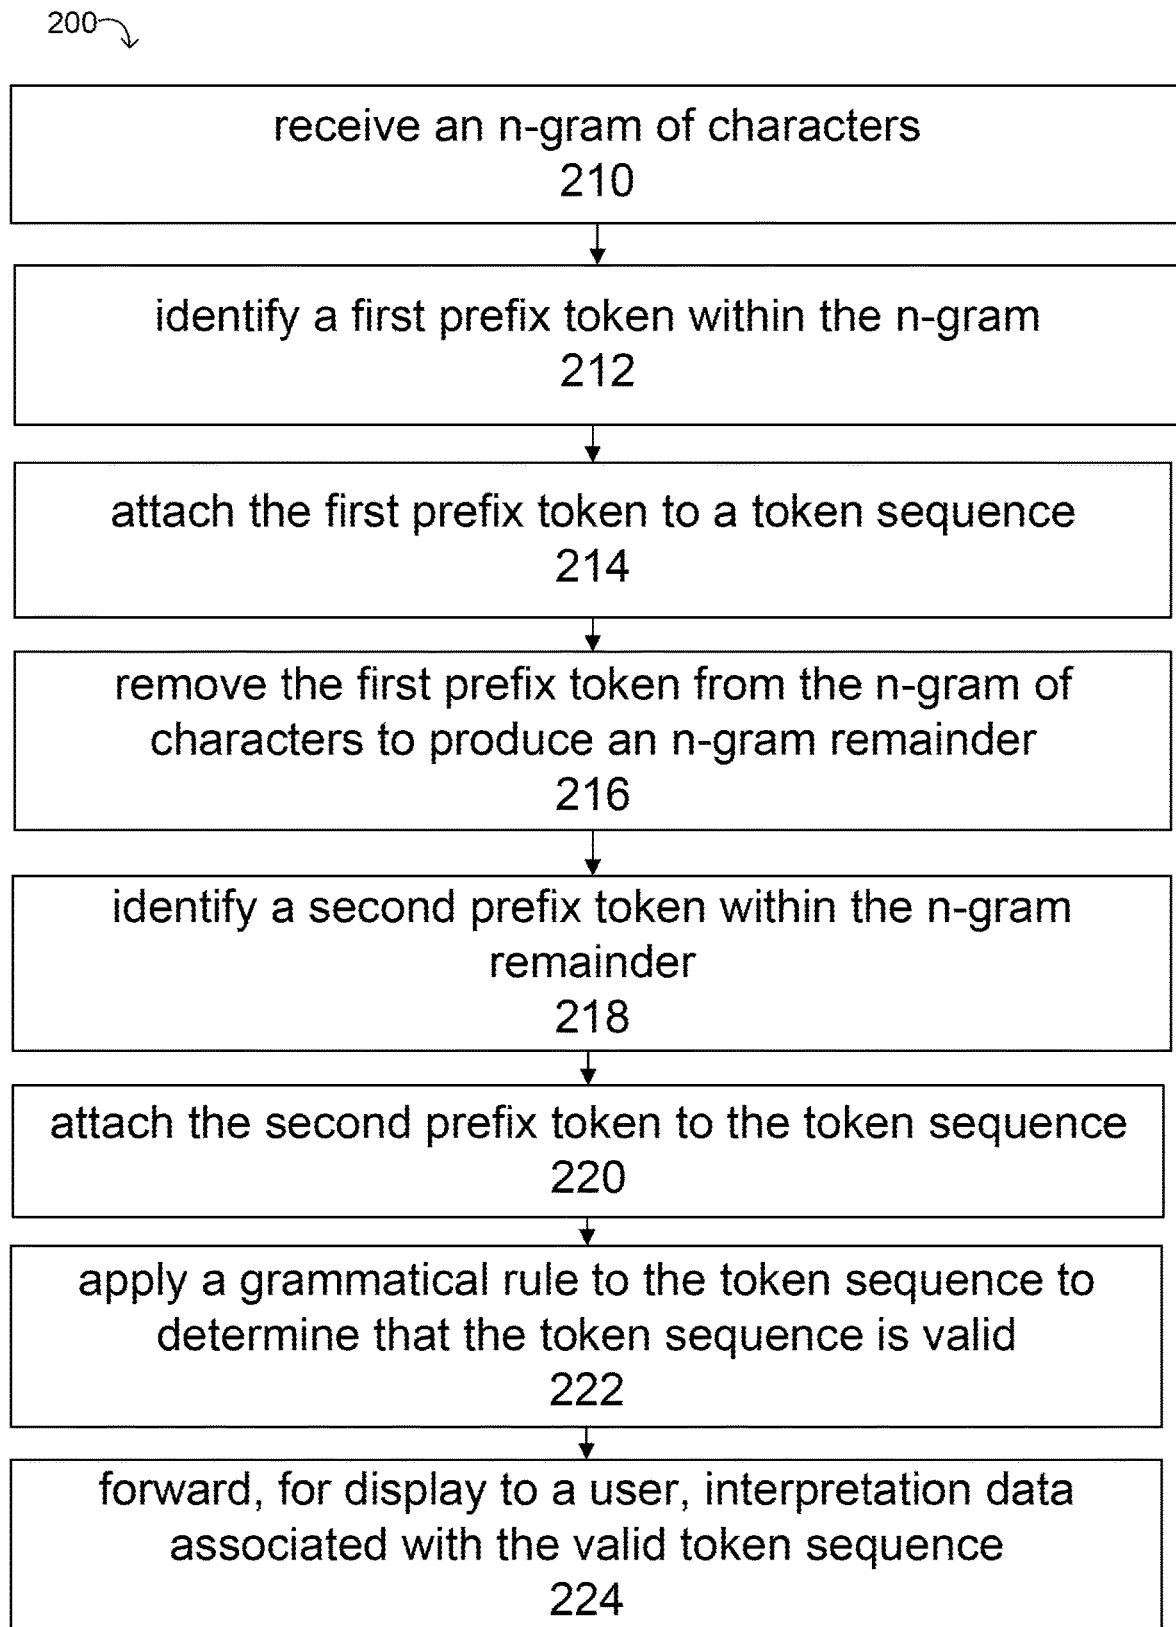 200
receive an n-gram of characters
210
identify a first prefix token within the n-gram
212
attach the first prefix token to a token sequence
214
remove the first prefix token from the n-gram of
characters to produce an n-gram remainder
216
identify a second prefix token within the n-gram
remainder
218
attach the second prefix token to the token sequence
220
apply a grammatical rule to the token sequence to
determine that the token sequence is valid
222
forward, for display to a user, interpretation data
associated with the valid token sequence
224